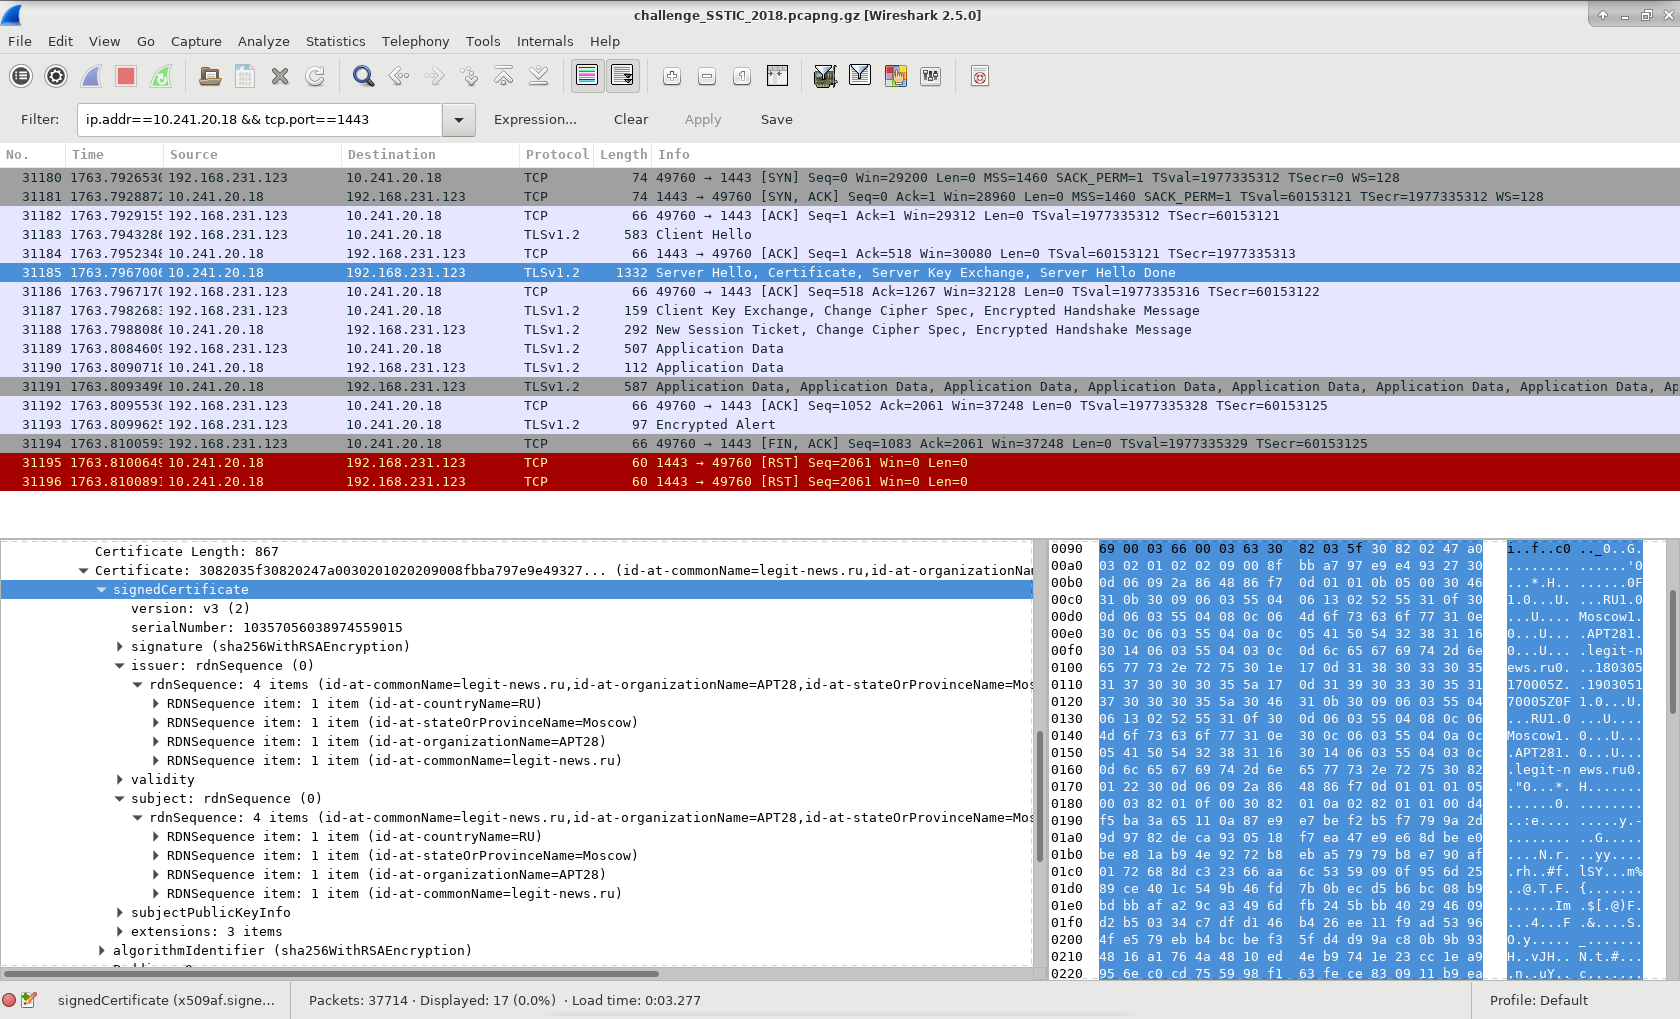 challenge_SSTIC_2018.pcapng.gz [Wireshark 2.5.0]
File Edit View Go Capture Analyze Statistics Telephony Tools Internals Help
Filter: ip.addr==10.241.20.18 && tcp.port==1443 Expression... Clear Apply Save
No. Time Source Destination Protocol Length Info
31180 1763.7926530 192.168.231.123 10.241.20.18 TCP 74 49760 → 1443 [SYN] Seq=0 Win=29200 Len=0 MSS=1460 SACK_PERM=1 TSval=1977335312 TSecr=0 WS=128
31181 1763.7928872 10.241.20.18 192.168.231.123 TCP 74 1443 → 49760 [SYN, ACK] Seq=0 Ack=1 Win=28960 Len=0 MSS=1460 SACK_PERM=1 TSval=60153121 TSecr=1977335312 WS=128
31182 1763.7929155 192.168.231.123 10.241.20.18 TCP 66 49760 → 1443 [ACK] Seq=1 Ack=1 Win=29312 Len=0 TSval=1977335312 TSecr=60153121
31183 1763.7943286 192.168.231.123 10.241.20.18 TLSv1.2 583 Client Hello
31184 1763.7952348 10.241.20.18 192.168.231.123 TCP 66 1443 → 49760 [ACK] Seq=1 Ack=518 Win=30080 Len=0 TSval=60153121 TSecr=1977335313
31185 1763.7967006 10.241.20.18 192.168.231.123 TLSv1.2 1332 Server Hello, Certificate, Server Key Exchange, Server Hello Done
31186 1763.7967170 192.168.231.123 10.241.20.18 TCP 66 49760 → 1443 [ACK] Seq=518 Ack=1267 Win=32128 Len=0 TSval=1977335316 TSecr=60153122
31187 1763.7982683 192.168.231.123 10.241.20.18 TLSv1.2 159 Client Key Exchange, Change Cipher Spec, Encrypted Handshake Message
31188 1763.7988086 10.241.20.18 192.168.231.123 TLSv1.2 292 New Session Ticket, Change Cipher Spec, Encrypted Handshake Message
31189 1763.8084609 192.168.231.123 10.241.20.18 TLSv1.2 507 Application Data
31190 1763.8090718 192.168.231.123 10.241.20.18 TLSv1.2 112 Application Data
31191 1763.8093496 10.241.20.18 192.168.231.123 TLSv1.2 587 Application Data, Application Data, Application Data, Application Data, Application Data, Application Data, Application Data, Ap
31192 1763.8095530 192.168.231.123 10.241.20.18 TCP 66 49760 → 1443 [ACK] Seq=1052 Ack=2061 Win=37248 Len=0 TSval=1977335328 TSecr=60153125
31193 1763.8099625 192.168.231.123 10.241.20.18 TLSv1.2 97 Encrypted Alert
31194 1763.8100593 192.168.231.123 10.241.20.18 TCP 66 49760 → 1443 [FIN, ACK] Seq=1083 Ack=2061 Win=37248 Len=0 TSval=1977335329 TSecr=60153125
31195 1763.8100649 10.241.20.18 192.168.231.123 TCP 60 1443 → 49760 [RST] Seq=2061 Win=0 Len=0
31196 1763.8100891 10.241.20.18 192.168.231.123 TCP 60 1443 → 49760 [RST] Seq=2061 Win=0 Len=0
Certificate Length: 867
Certificate: 3082035f30820247a0030201020209008fbba797e9e49327... (id-at-commonName=legit-news.ru,id-at-organizationNa
signedCertificate
version: v3 (2)
serialNumber: 10357056038974559015
signature (sha256WithRSAEncryption)
issuer: rdnSequence (0)
rdnSequence: 4 items (id-at-commonName=legit-news.ru,id-at-organizationName=APT28,id-at-stateOrProvinceName=Mos
RDNSequence item: 1 item (id-at-countryName=RU)
RDNSequence item: 1 item (id-at-stateOrProvinceName=Moscow)
RDNSequence item: 1 item (id-at-organizationName=APT28)
RDNSequence item: 1 item (id-at-commonName=legit-news.ru)
validity
subject: rdnSequence (0)
rdnSequence: 4 items (id-at-commonName=legit-news.ru,id-at-organizationName=APT28,id-at-stateOrProvinceName=Mos
RDNSequence item: 1 item (id-at-countryName=RU)
RDNSequence item: 1 item (id-at-stateOrProvinceName=Moscow)
RDNSequence item: 1 item (id-at-organizationName=APT28)
RDNSequence item: 1 item (id-at-commonName=legit-news.ru)
subjectPublicKeyInfo
extensions: 3 items
algorithmIdentifier (sha256WithRSAEncryption)
0090 69 00 03 66 00 03 63 30 82 03 5f 30 82 02 47 a0 i..f..c0 .._0..G.
00a0 03 02 01 02 02 09 00 8f bb a7 97 e9 e4 93 27 30 ........ ......'0
00b0 0d 06 09 2a 86 48 86 f7 0d 01 01 0b 05 00 30 46 ...*.H.. ......0F
00c0 31 0b 30 09 06 03 55 04 06 13 02 52 55 31 0f 30 1.0...U. ...RU1.0
00d0 0d 06 03 55 04 08 0c 06 4d 6f 73 63 6f 77 31 0e ...U.... Moscow1.
00e0 30 0c 06 03 55 04 0a 0c 05 41 50 54 32 38 31 16 0...U... .APT281.
00f0 30 14 06 03 55 04 03 0c 0d 6c 65 67 69 74 2d 6e 0...U... .legit-n
0100 65 77 73 2e 72 75 30 1e 17 0d 31 38 30 33 30 35 ews.ru0. ..180305
0110 31 37 30 30 30 35 5a 17 0d 31 39 30 33 30 35 31 170005Z. .1903051
0120 37 30 30 30 35 5a 30 46 31 0b 30 09 06 03 55 04 70005Z0F 1.0...U.
0130 06 13 02 52 55 31 0f 30 0d 06 03 55 04 08 0c 06 ...RU1.0 ...U....
0140 4d 6f 73 63 6f 77 31 0e 30 0c 06 03 55 04 0a 0c Moscow1. 0...U...
0150 05 41 50 54 32 38 31 16 30 14 06 03 55 04 03 0c .APT281. 0...U...
0160 0d 6c 65 67 69 74 2d 6e 65 77 73 2e 72 75 30 82 .legit-n ews.ru0.
0170 01 22 30 0d 06 09 2a 86 48 86 f7 0d 01 01 01 05 ."0...*. H.......
0180 00 03 82 01 0f 00 30 82 01 0a 02 82 01 01 00 d4 ......0. ........
0190 f5 ba 3a 65 11 0a 87 e9 e7 be f2 b5 f7 79 9a 2d ..:e.... .....y.-
01a0 9d 97 82 de ca 93 05 18 f7 ea 47 e9 e6 8d be e0 ........ ..G.....
01b0 be e8 1a b9 4e 92 72 b8 eb a5 79 79 b8 e7 90 af ....N.r. ..yy....
01c0 01 72 68 8d c3 23 66 aa 6c 53 59 09 0f 95 6d 25 .rh..#f. lSY...m%
01d0 89 ce 40 1c 54 9b 46 fd 7b 0b ec d5 b6 bc 08 b9 ..@.T.F. {.......
01e0 bd bb af a2 9c a3 49 6d fb 24 5b bb 40 29 46 09 ......Im .$[.@)F.
01f0 d2 b5 03 34 c7 df d1 46 b4 26 ee 11 f9 ad 53 96 ...4...F .&....S.
0200 4f e5 79 eb b4 bc be f3 5f d4 d9 9a c8 0b 9b 93 O.y..... _.......
0210 48 16 a1 76 4a 48 10 ed 4e b9 74 1e 23 cc 1e a9 H..vJH.. N.t.#...
0220 95 6e c0 cd 75 59 98 f1 63 fe ce 83 09 11 b9 ea .n..uY.. c.......
signedCertificate (x509af.signe... Packets: 37714 · Displayed: 17 (0.0%) · Load time: 0:03.277 Profile: Default